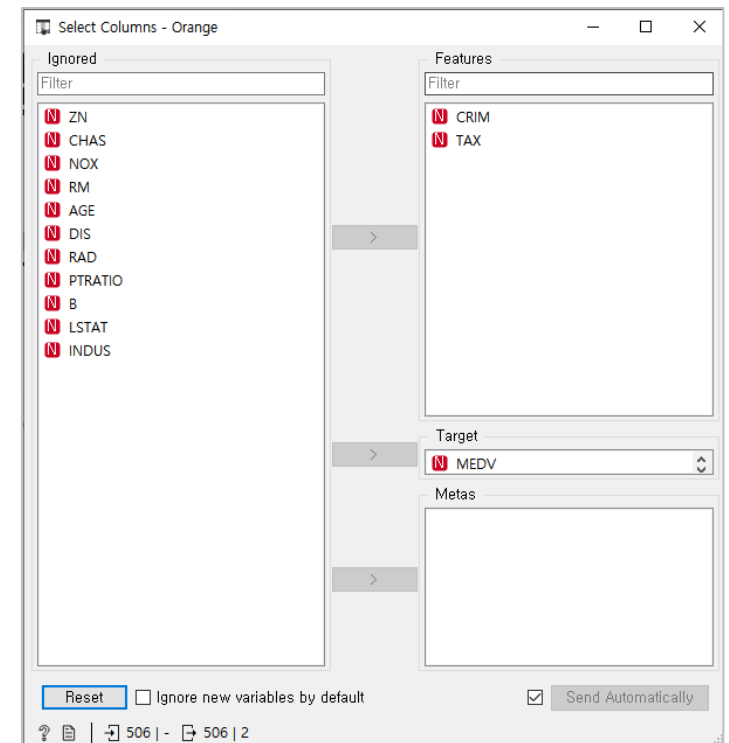 Select Columns - Orange
Ignored
Filter
N ZN
N CHAS
N NOX
N RM
N AGE
N DIS
N RAD
N PTRATIO
N B
N LSTAT
N INDUS
>
>
>
Features
Filter
N CRIM
N TAX
Target
N MEDV
Metas
Reset
Ignore new variables by default
Send Automatically
? 506 | - 506 | 2